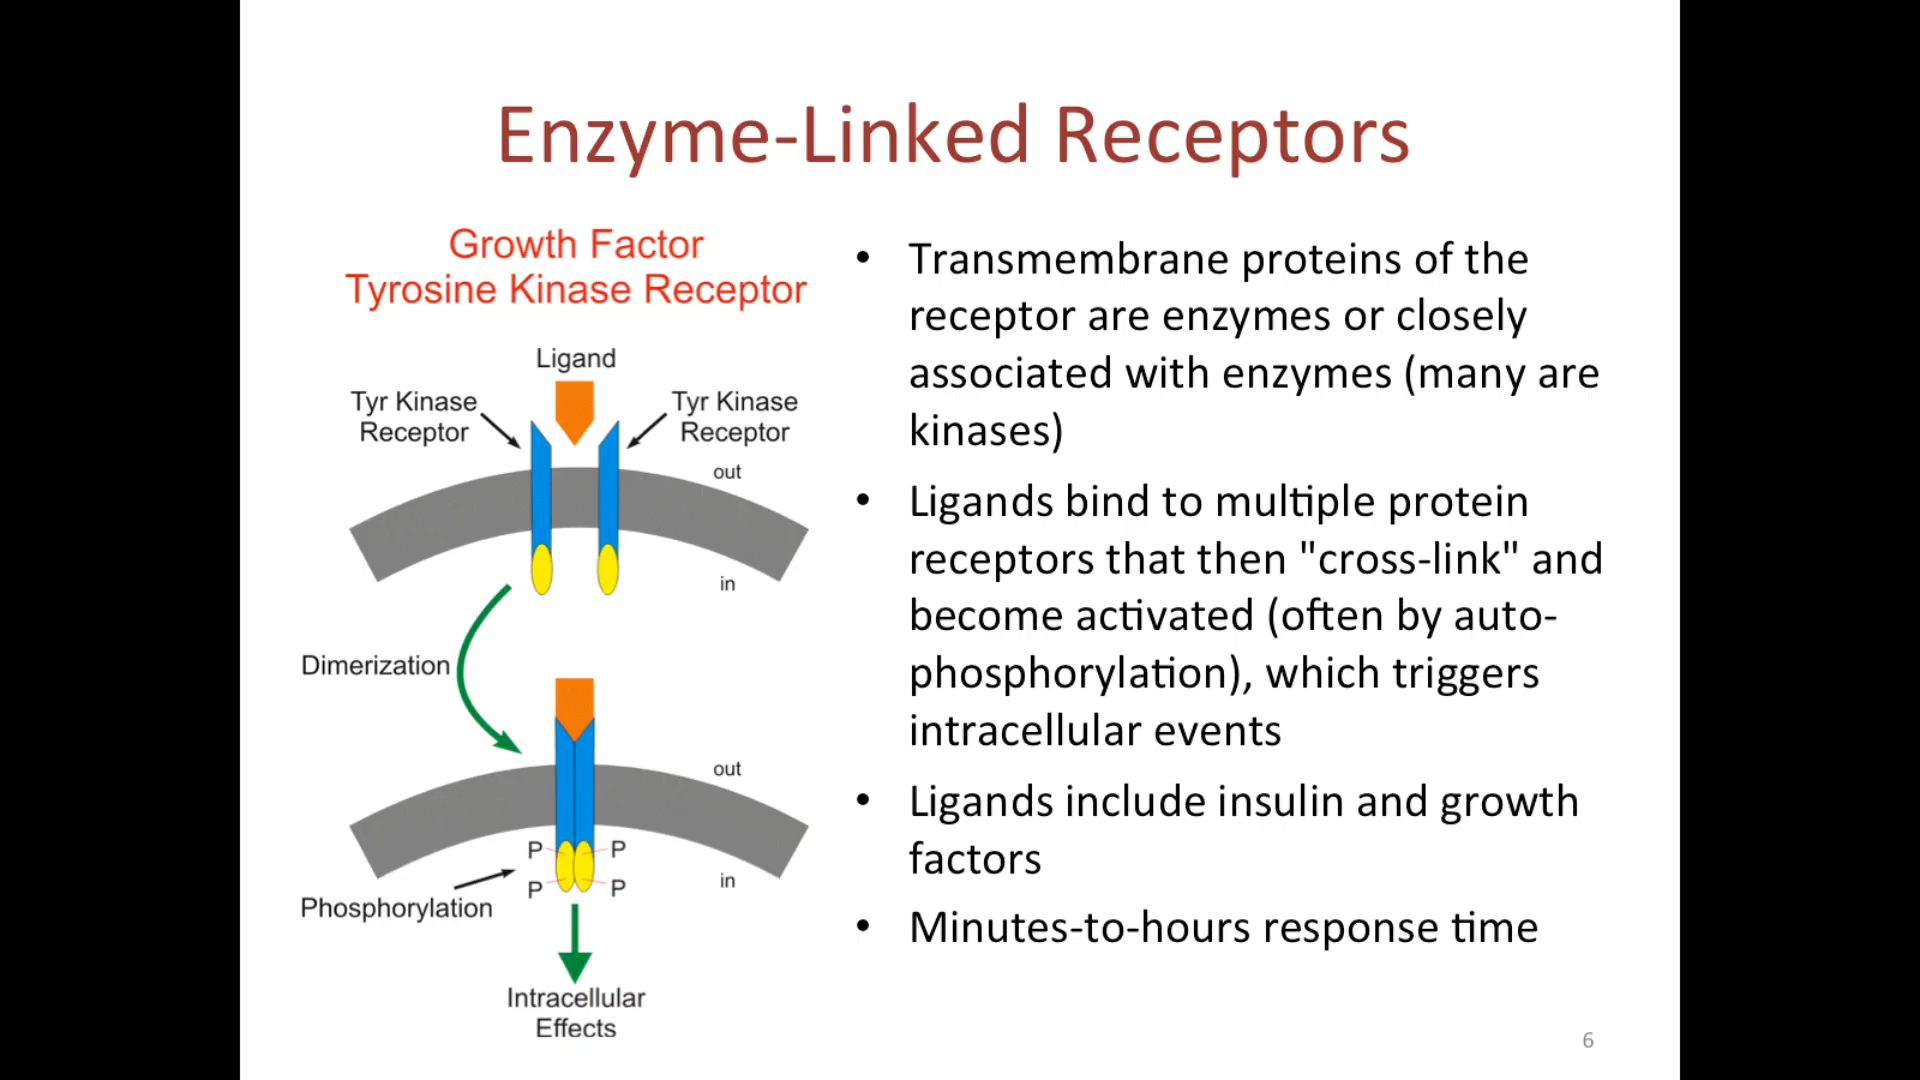 Enzyme-Linked Receptors
Growth Factor
Tyrosine Kinase Receptor
Ligand
Tyr Kinase
Receptor
Tyr Kinase
Receptor
out
in
Dimerization
out
P
P
P
P
in
Phosphorylation
Intracellular
Effects
• Transmembrane proteins of the
receptor are enzymes or closely
associated with enzymes (many are
kinases)
• Ligands bind to multiple protein
receptors that then "cross-link" and
become activated (often by auto-
phosphorylation), which triggers
intracellular events
• Ligands include insulin and growth
factors
• Minutes-to-hours response time
6